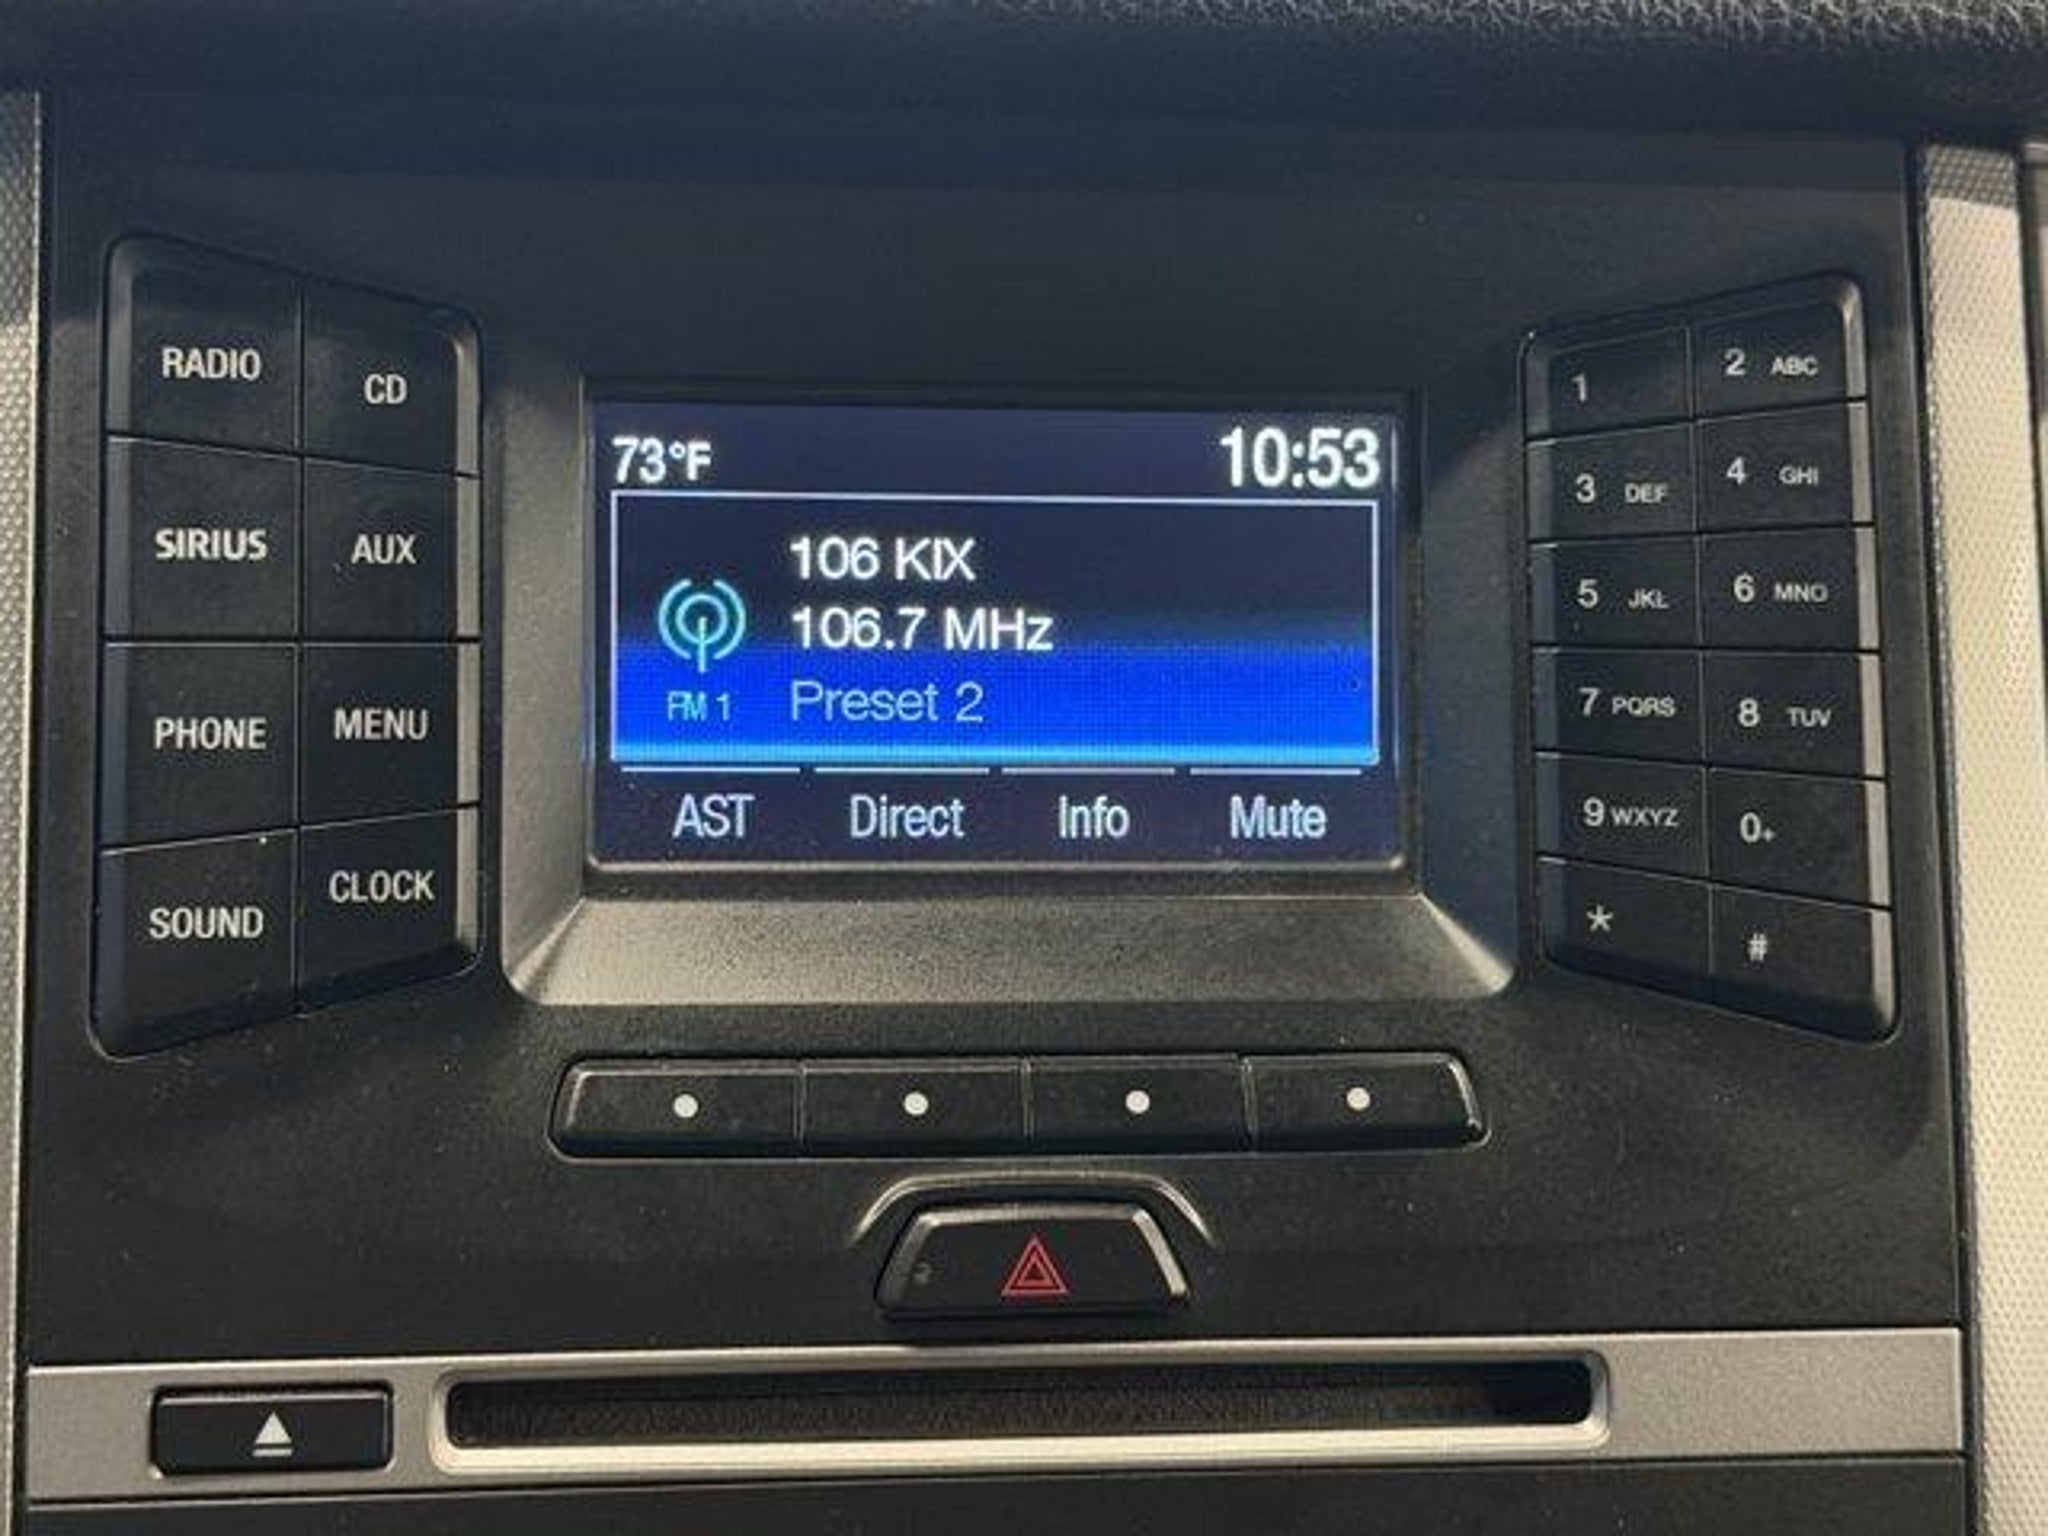 RADIO
CD
SIRIUS
AUX
PHONE
MENU
SOUND
CLOCK
73°F
10:53
106 KIX
106.7 MHz
FM 1
Preset 2
AST
Direct
Info
Mute
1
2 ABC
3 DEF
4 GHI
5 JKL
6 MNO
7 PQRS
8 TUV
9 WXYZ
0+
*
#